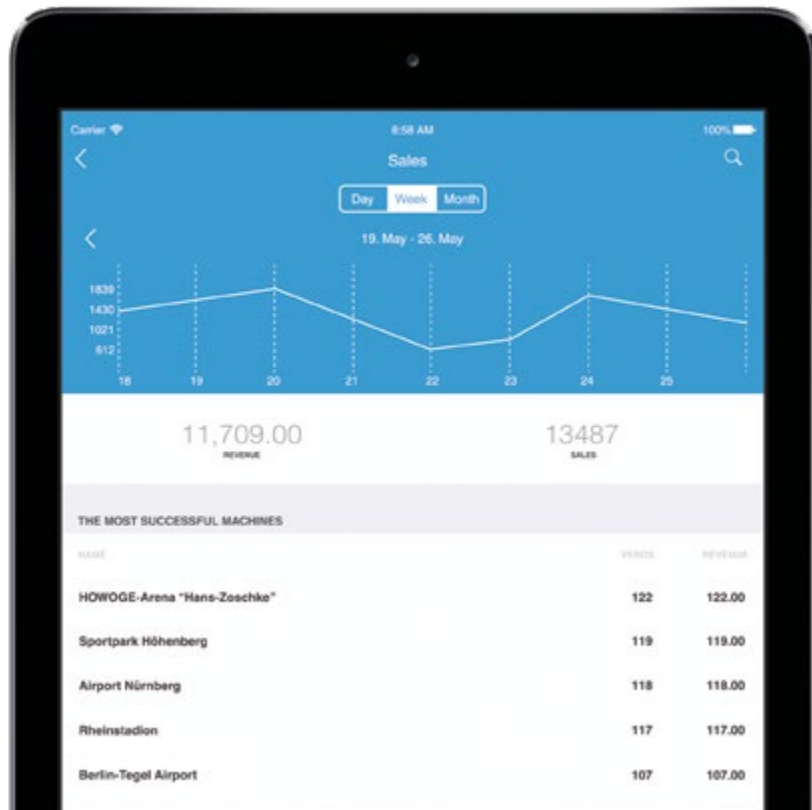 Carrier 8:58 AM 100%
Sales
Day Week Month
19. May - 26. May
1839
1430
1021
612
18 19 20 21 22 23 24 25
11,709.00 13487
REVENUE SALES
THE MOST SUCCESSFUL MACHINES
NAME VENDS REVENUE
HOWOGE-Arena "Hans-Zoschke" 122 122.00
Sportpark Höhenberg 119 119.00
Airport Nürnberg 118 118.00
Rheinstadion 117 117.00
Berlin-Tegel Airport 107 107.00